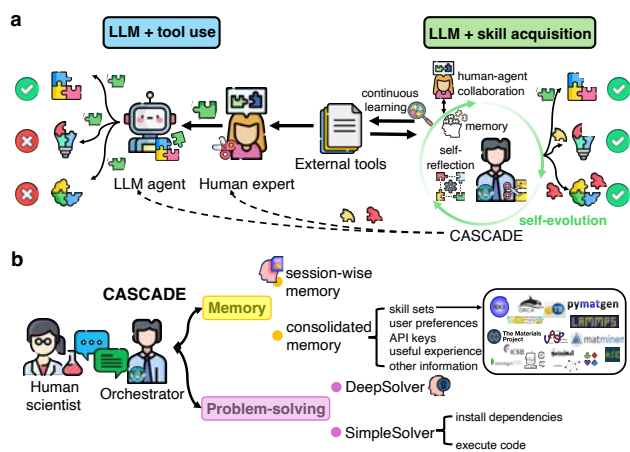 a
LLM + tool use
LLM + skill acquisition
human-agent
collaboration
continuous
learning
memory
self-
reflection
External tools
LLM agent
Human expert
self-evolution
CASCADE
b
CASCADE
session-wise
memory
Memory
consolidated
memory
skill sets
user preferences
API keys
useful experience
other information
ORCA
pymatgen
LAMMPS
The Materials
Project
matminer
Human
scientist
Orchestrator
DeepSolver
Problem-solving
SimpleSolver
install dependencies
execute code